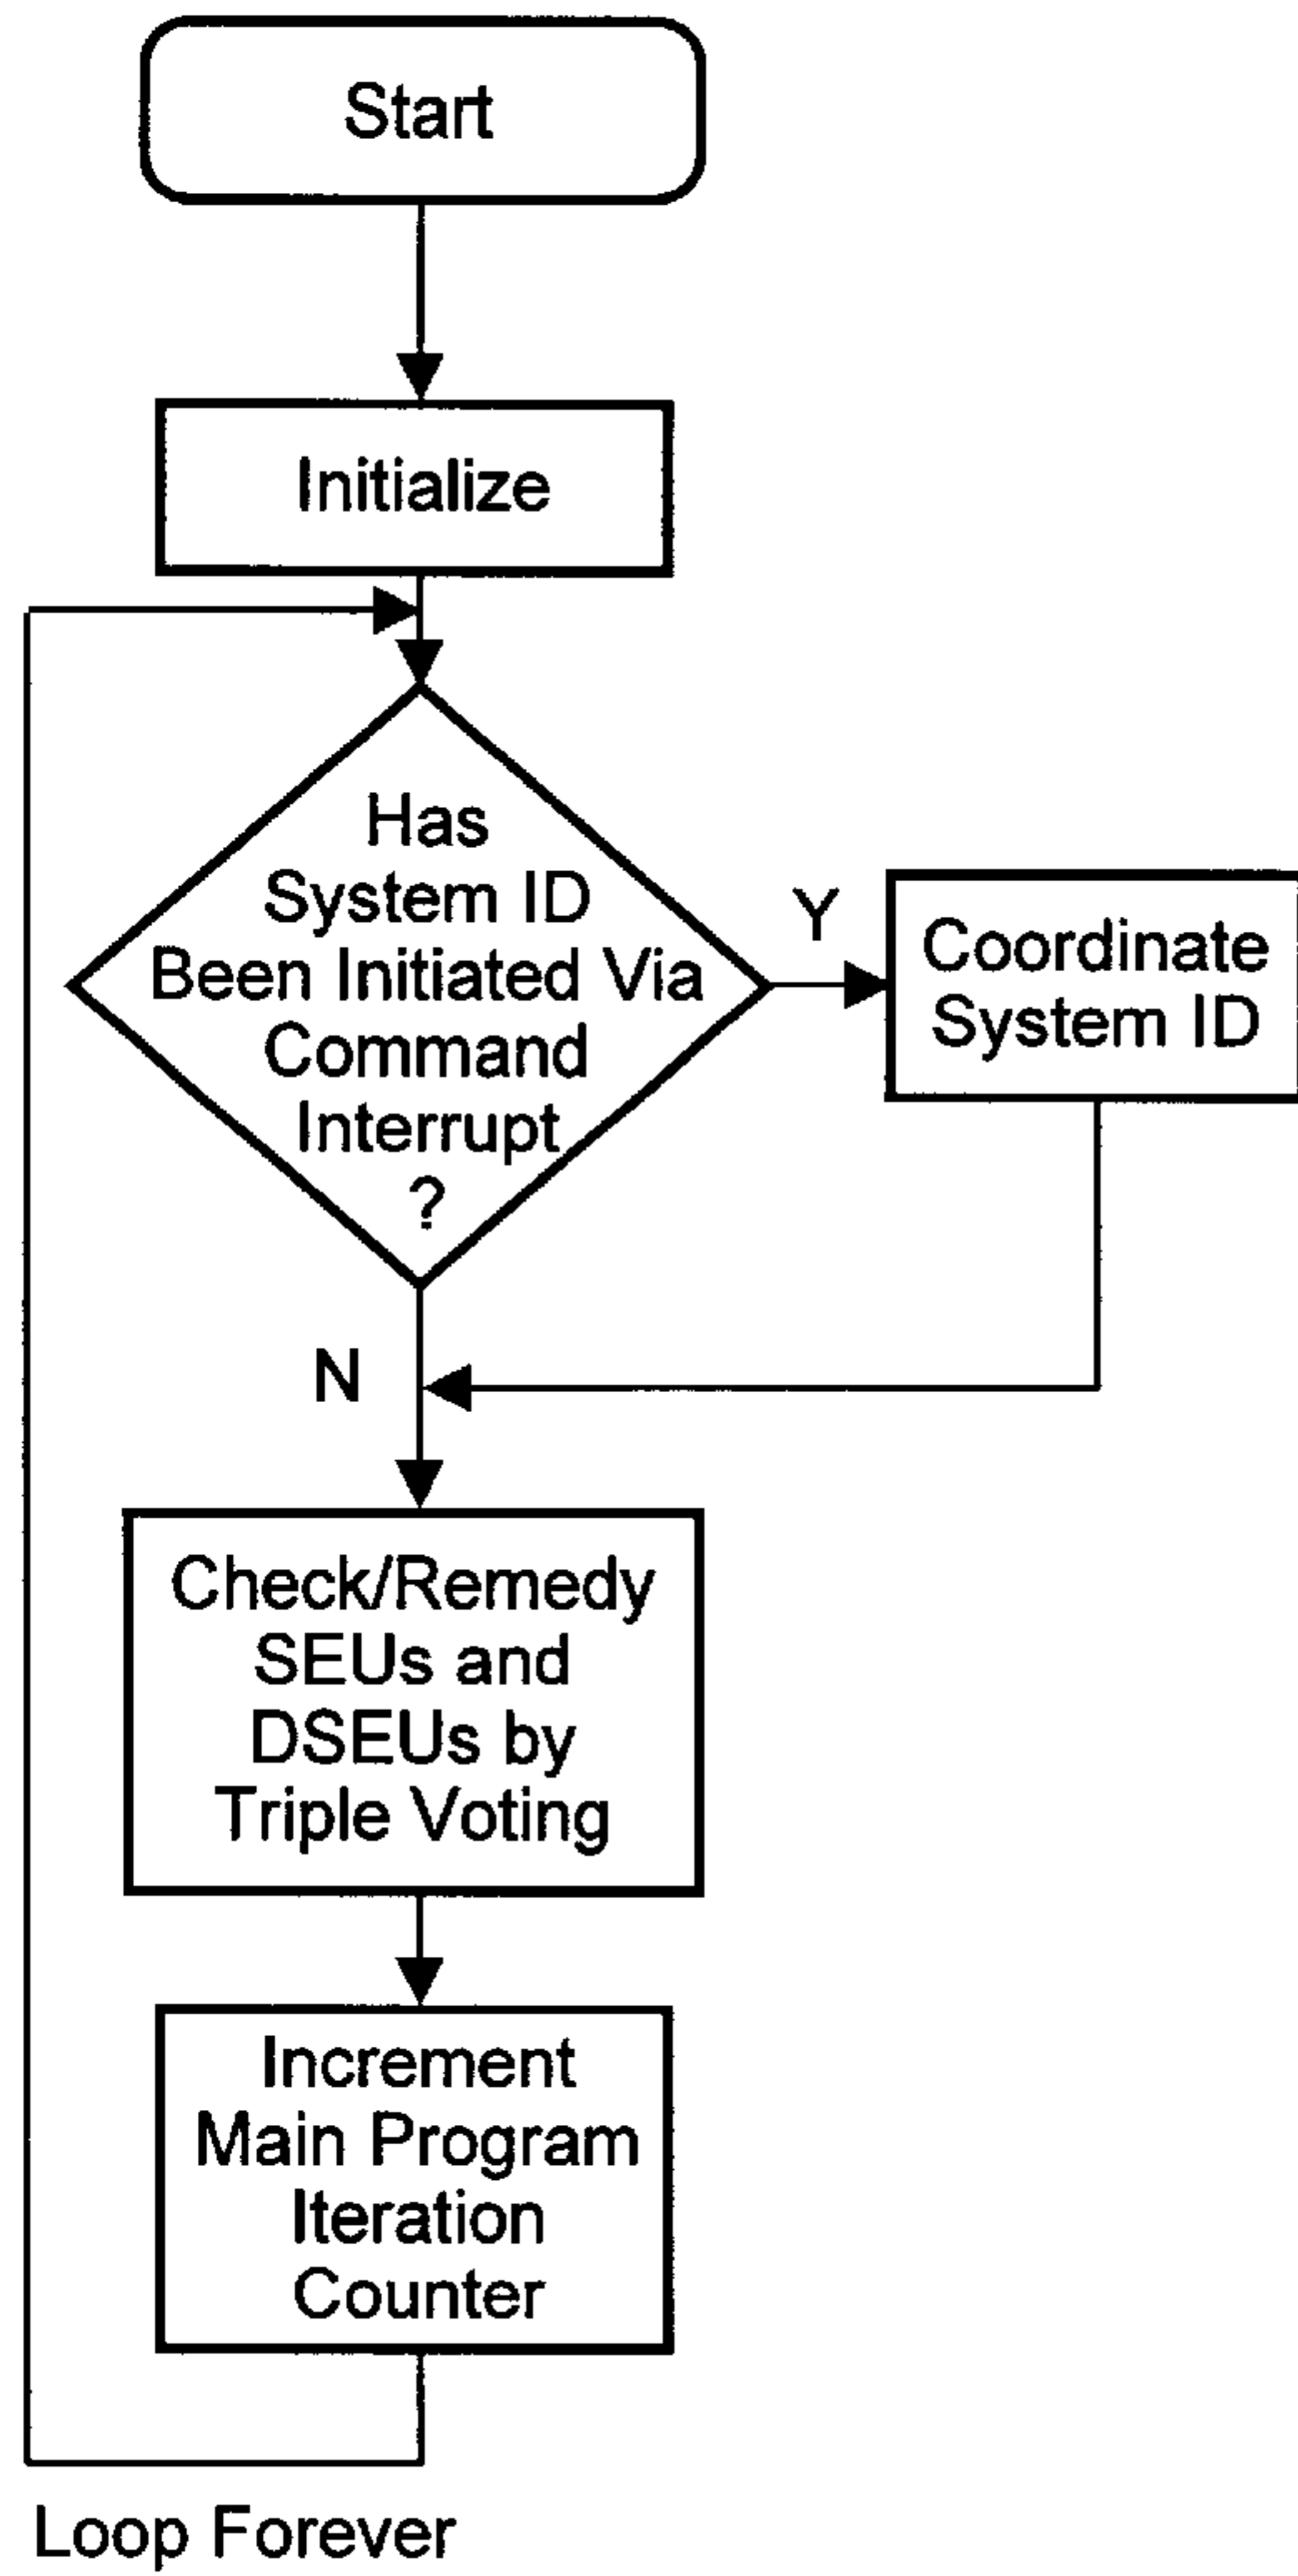 Start
Initialize
Has
System ID
Been Initiated Via
Command
Interrupt
?
Y
Coordinate
System ID
N
Check/Remedy
SEUs and
DSEUs by
Triple Voting
Increment
Main Program
Iteration
Counter
Loop Forever